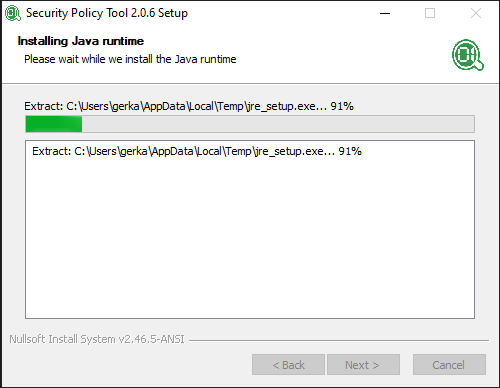 Security Policy Tool 2.0.6 Setup
Installing Java runtime
Please wait while we install the Java runtime
Extract: C:\Users\gerka\AppData\Local\Temp\jre_setup.exe... 91%
Extract: C:\Users\gerka\AppData\Local\Temp\jre_setup.exe... 91%
Nullsoft Install System v2.46.5-ANSI
< Back
Next >
Cancel